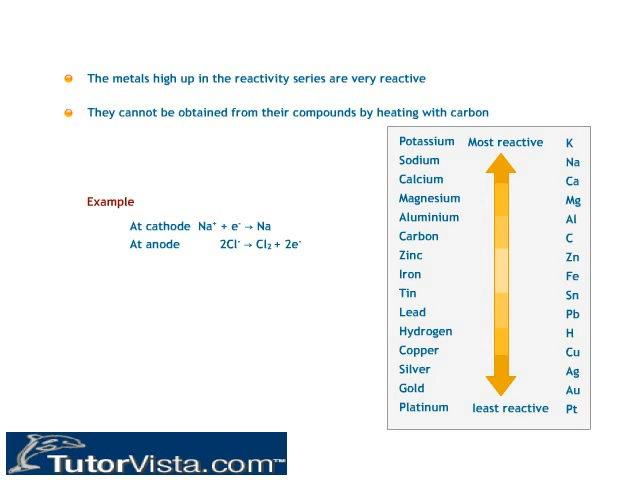 The metals high up in the reactivity series are very reactive
They cannot be obtained from their compounds by heating with carbon
Example
At cathode Na⁺ + e⁻ → Na
At anode 2Cl⁻ → Cl₂ + 2e⁻
Potassium Most reactive K
Sodium Na
Calcium Ca
Magnesium Mg
Aluminium Al
Carbon C
Zinc Zn
Iron Fe
Tin Sn
Lead Pb
Hydrogen H
Copper Cu
Silver Ag
Gold Au
Platinum least reactive Pt
TutorVista.com™